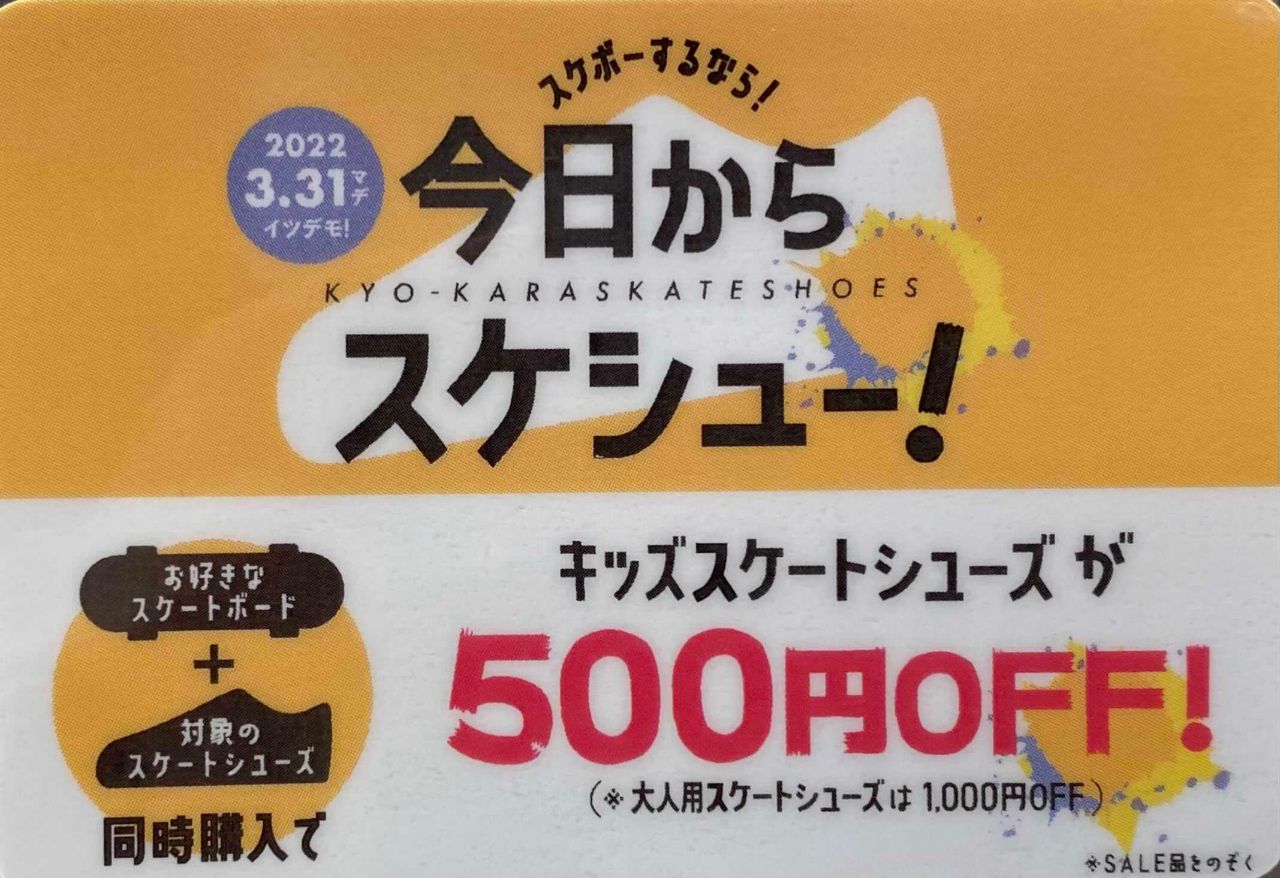 スケボーするなら!
2022
3.31マデ
イツデモ!
今日から
KYO-KARASKATESHOES
スケシュー!
お好きな
スケートボード
+
対象の
スケートシューズ
同時購入で
キッズスケートシューズが
500円OFF!
(※大人用スケートシューズは1,000円OFF)
※SALE品をのぞく